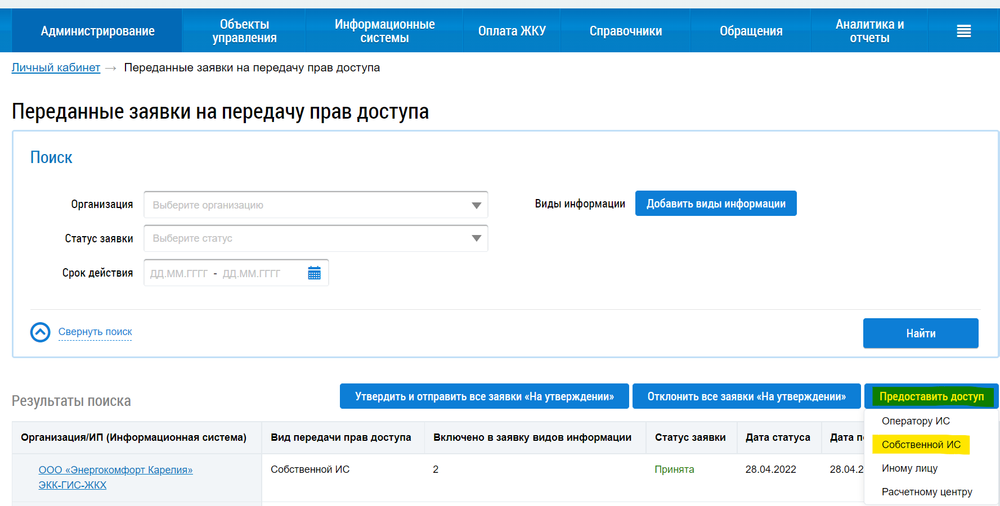 Администрирование
Объекты
управления
Информационные
системы
Оплата ЖКУ
Справочники
Обращения
Аналитика и
отчеты
Личный кабинет → Переданные заявки на передачу прав доступа
Переданные заявки на передачу прав доступа
Поиск
Организация Выберите организацию
Виды информации Добавить виды информации
Статус заявки Выберите статус
Срок действия ДД.ММ.ГГГГ - ДД.ММ.ГГГГ
Свернуть поиск
Найти
Результаты поиска
Утвердить и отправить все заявки «На утверждении»
Отклонить все заявки «На утверждении»
Предоставить доступ
Оператору ИС
Собственной ИС
Иному лицу
Расчетному центру
Организация/ИП (Информационная система) Вид передачи прав доступа Включено в заявку видов информации Статус заявки Дата статуса Дата
ООО «Энергокомфорт Карелия»
ЭКК-ГИС-ЖКХ
Собственной ИС 2 Принята 28.04.2022 28.04.2